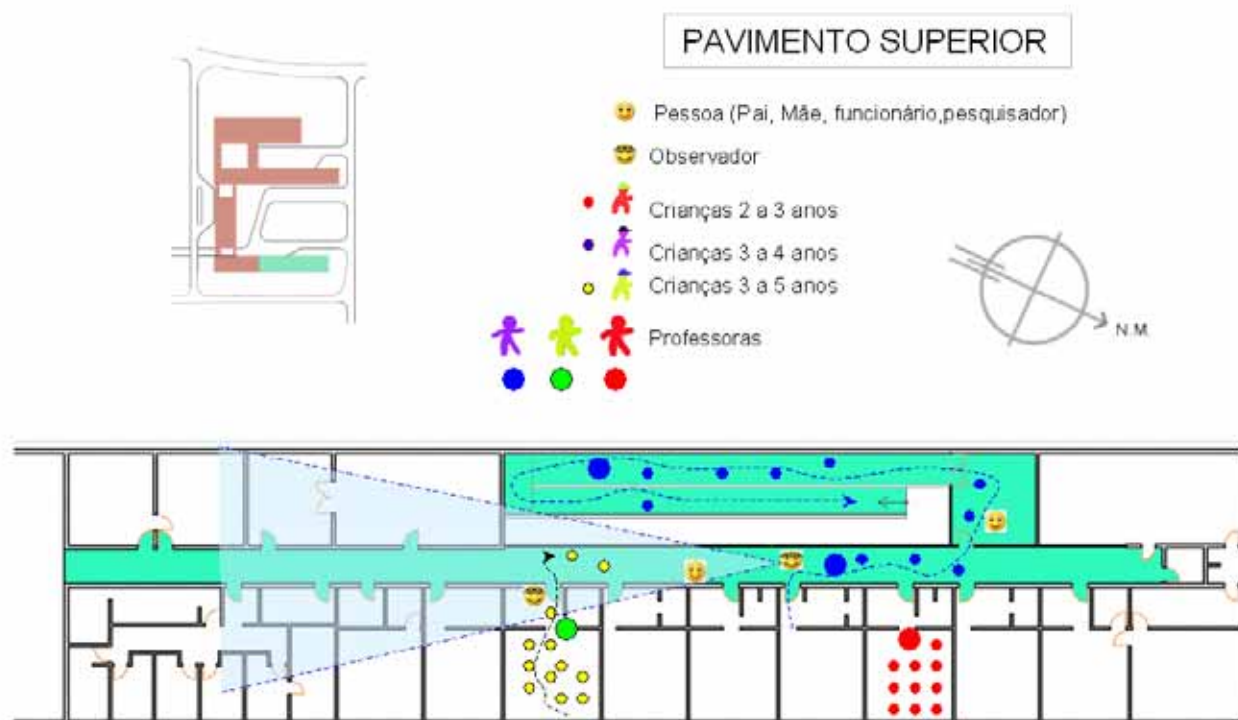 PAVIMENTO SUPERIOR
Pessoa (Pai, Mãe, funcionário,pesquisador)
Observador
Crianças 2 a 3 anos
Crianças 3 a 4 anos
Crianças 3 a 5 anos
Professoras
N.M.